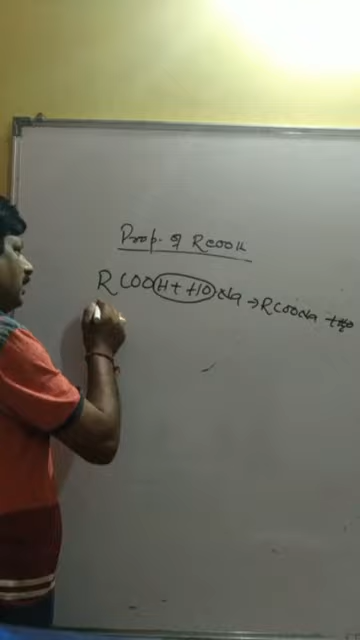 Prop. of RCOOH
RCOOH + HONa → RCOONa + H₂O